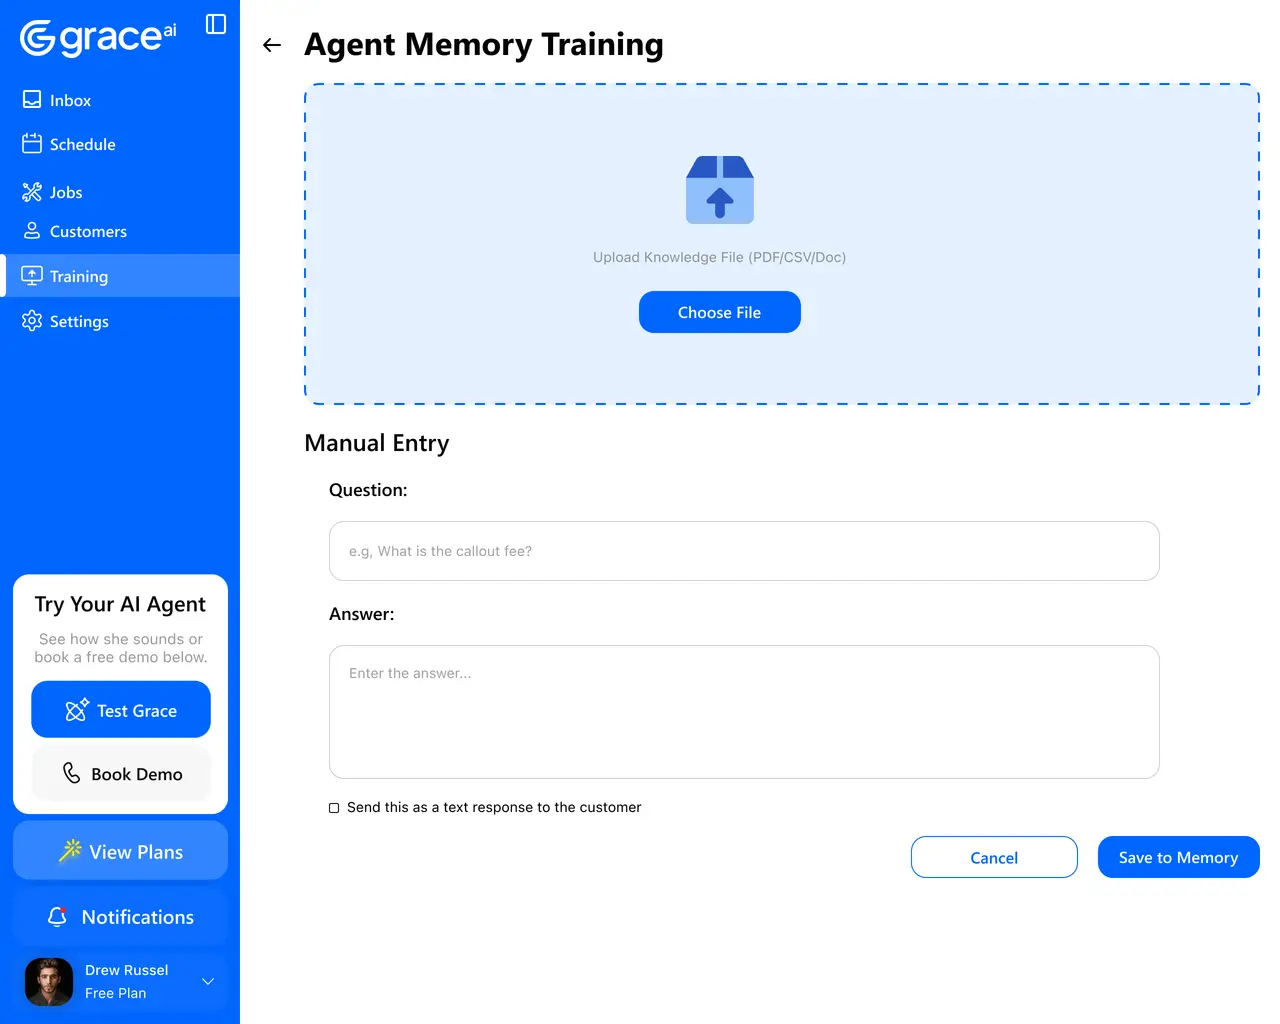 grace ai
Inbox
Schedule
Jobs
Customers
Training
Settings
Try Your AI Agent
See how she sounds or
book a free demo below.
Test Grace
Book Demo
View Plans
Notifications
Drew Russel
Free Plan
Agent Memory Training
Upload Knowledge File (PDF/CSV/Doc)
Choose File
Manual Entry
Question:
e.g, What is the callout fee?
Answer:
Enter the answer...
Send this as a text response to the customer
Cancel
Save to Memory